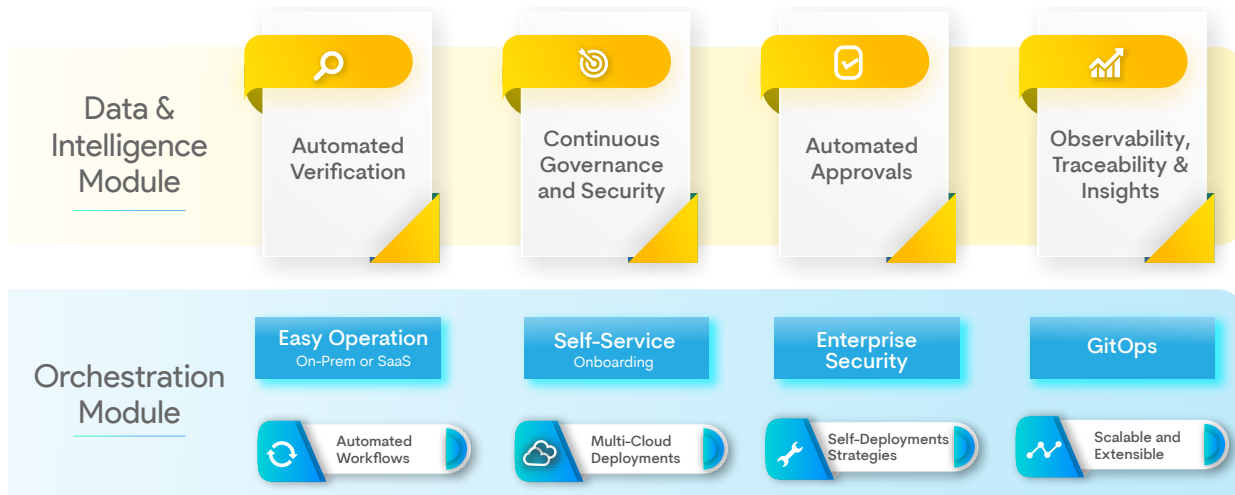 Data &
Intelligence
Module
Automated
Verification
Continuous
Governance
and Security
Automated
Approvals
Observability,
Traceability &
Insights
Orchestration
Module
Easy Operation
On-Prem or SaaS
Self-Service
Onboarding
Enterprise
Security
GitOps
Automated
Workflows
Multi-Cloud
Deployments
Self-Deployments
Strategies
Scalable and
Extensible